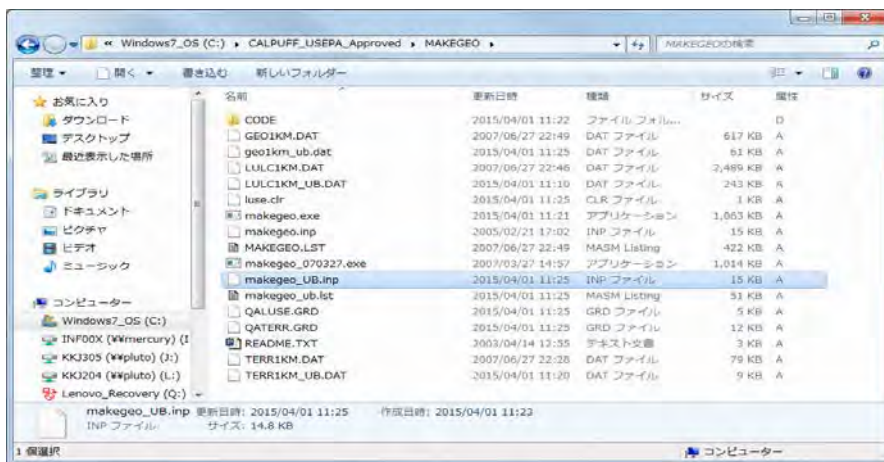 « Windows7_OS (C:) ▸ CALPUFF_USEPA_Approved ▸ MAKEGEO ▸ MAKEGEOの検索
整理 ▼ 開く ▼ 書き込む 新しいフォルダー
お気に入り
ダウンロード
デスクトップ
最近表示した場所
ライブラリ
ドキュメント
ピクチャ
ビデオ
ミュージック
コンピューター
Windows7_OS (C:)
INF00X (¥¥mercury) (I
KKJ305 (¥¥pluto) (J:)
KKJ204 (¥¥pluto) (L:)
Lenovo_Recovery (Q:)
名前 更新日時 種類 サイズ 属性
CODE 2015/04/01 11:22 ファイル フォル... D
GEO1KM.DAT 2007/06/27 22:49 DAT ファイル 617 KB A
geo1km_ub.dat 2015/04/01 11:25 DAT ファイル 61 KB A
LULC1KM.DAT 2007/06/27 22:46 DAT ファイル 2,489 KB A
LULC1KM_UB.DAT 2015/04/01 11:10 DAT ファイル 243 KB A
luse.clr 2015/04/01 11:25 CLR ファイル 1 KB A
makegeo.exe 2015/04/01 11:21 アプリケーション 1,063 KB A
makegeo.inp 2005/02/21 17:02 INP ファイル 15 KB A
MAKEGEO.LST 2007/06/27 22:49 MASM Listing 422 KB A
makegeo_070327.exe 2007/03/27 14:57 アプリケーション 1,014 KB A
makegeo_UB.inp 2015/04/01 11:25 INP ファイル 15 KB A
makegeo_ub.lst 2015/04/01 11:25 MASM Listing 51 KB A
QALUSE.GRD 2015/04/01 11:25 GRD ファイル 5 KB A
QATERR.GRD 2015/04/01 11:25 GRD ファイル 12 KB A
README.TXT 2003/04/14 12:55 テキスト文書 3 KB A
TERR1KM.DAT 2007/06/27 22:28 DAT ファイル 79 KB A
TERR1KM_UB.DAT 2015/04/01 11:20 DAT ファイル 9 KB A
makegeo_UB.inp 更新日時: 2015/04/01 11:25 作成日時: 2015/04/01 11:23
INP ファイル サイズ: 14.8 KB
1 個選択 コンピューター